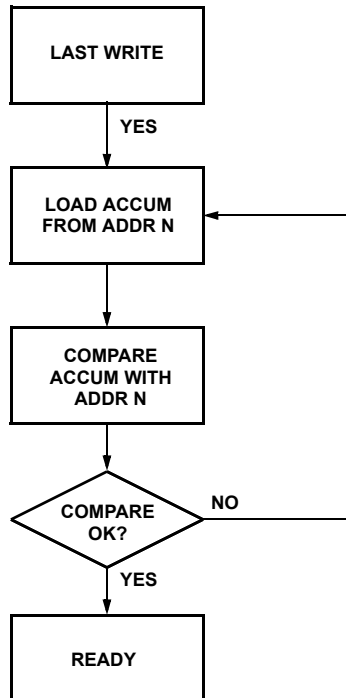 LAST WRITE
YES
LOAD ACCUM
FROM ADDR N
COMPARE
ACCUM WITH
ADDR N
COMPARE
OK?
NO
YES
READY